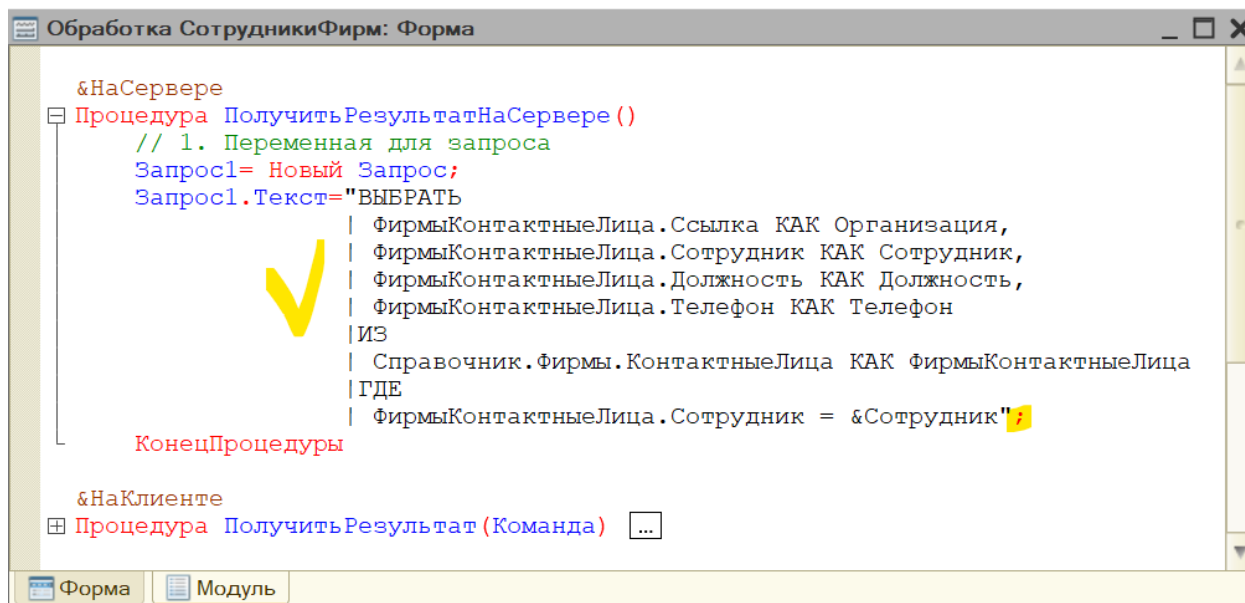 Обработка СотрудникиФирм: Форма
&НаСервере
Процедура ПолучитьРезультатНаСервере()
// 1. Переменная для запроса
Запрос1= Новый Запрос;
Запрос1.Текст="ВЫБРАТЬ
| ФирмыКонтактныеЛица.Ссылка КАК Организация,
| ФирмыКонтактныеЛица.Сотрудник КАК Сотрудник,
| ФирмыКонтактныеЛица.Должность КАК Должность,
| ФирмыКонтактныеЛица.Телефон КАК Телефон
|ИЗ
| Справочник.Фирмы.КонтактныеЛица КАК ФирмыКонтактныеЛица
|ГДЕ
| ФирмыКонтактныеЛица.Сотрудник = &Сотрудник";
КонецПроцедуры
&НаКлиенте
Процедура ПолучитьРезультат(Команда) ...
Форма Модуль